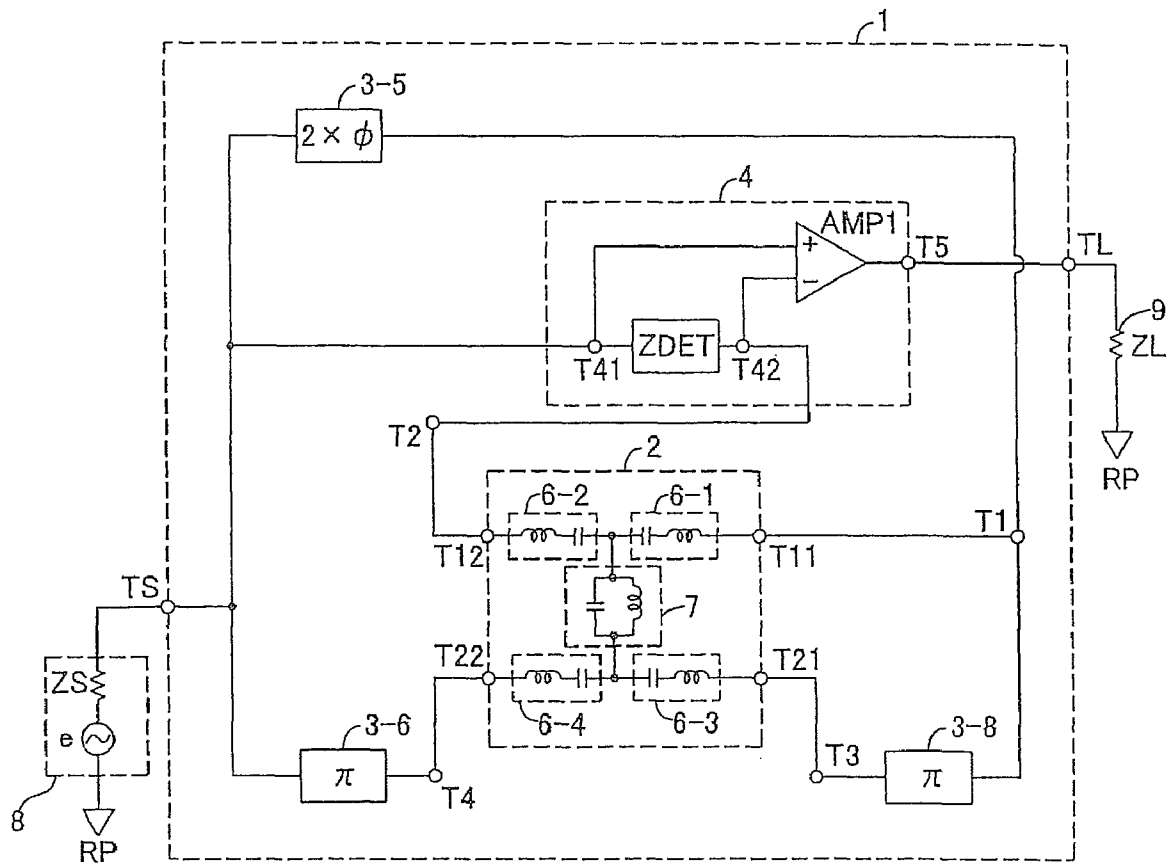 1
3-5
2 × φ
4
AMP1
+
−
T5
TL
9
ZL
RP
ZDET
T41
T42
T2
2
6-2
6-1
T12
T11
T1
7
TS
T22
T21
6-4
6-3
ZS
e
8
RP
3-6
π
T4
T3
3-8
π